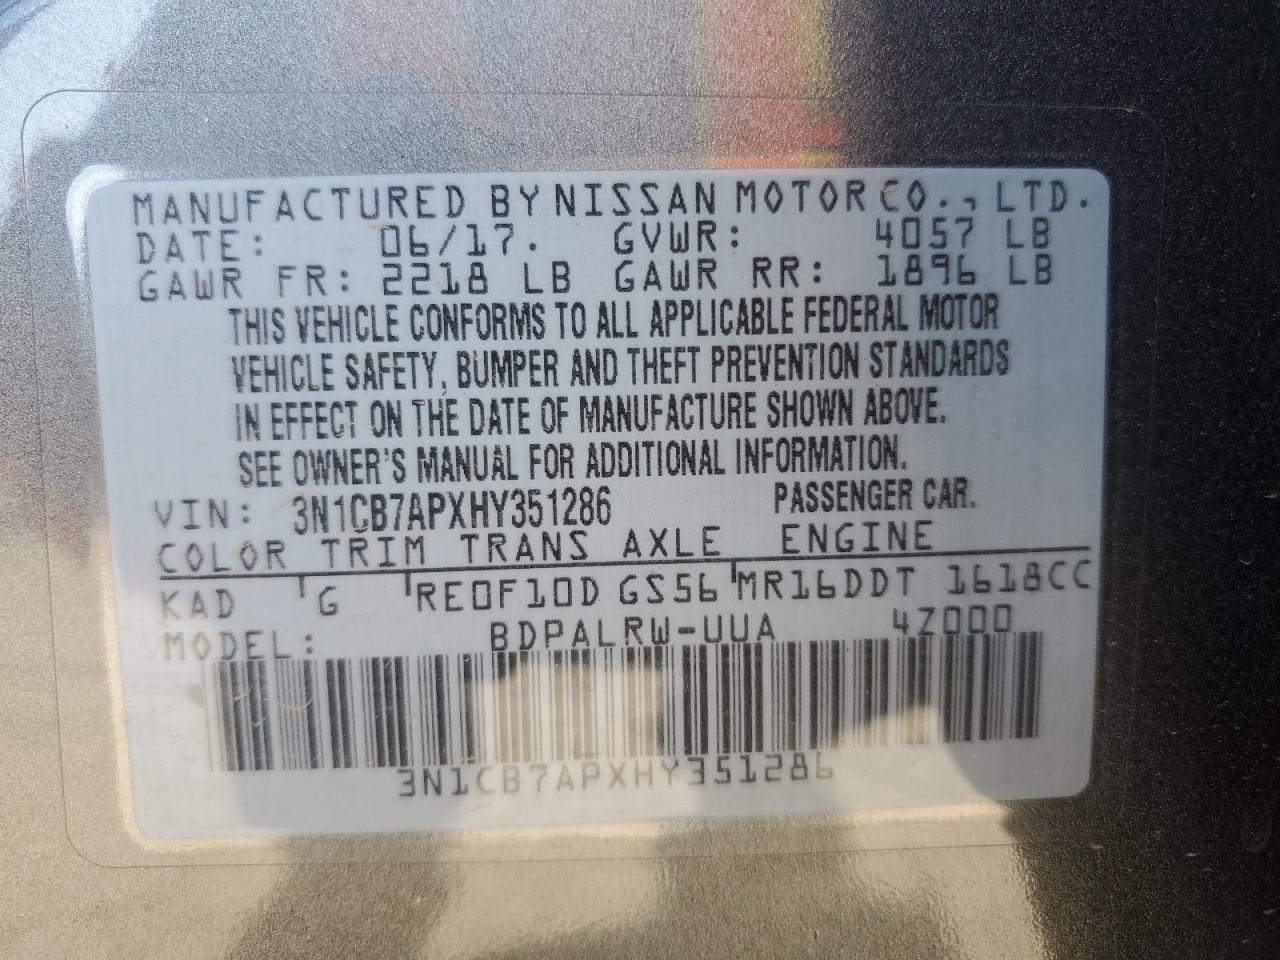 MANUFACTURED BY NISSAN MOTOR CO., LTD.
DATE: 06/17. GVWR: 4057 LB
GAWR FR: 2218 LB GAWR RR: 1896 LB
THIS VEHICLE CONFORMS TO ALL APPLICABLE FEDERAL MOTOR
VEHICLE SAFETY, BUMPER AND THEFT PREVENTION STANDARDS
IN EFFECT ON THE DATE OF MANUFACTURE SHOWN ABOVE.
SEE OWNER'S MANUAL FOR ADDITIONAL INFORMATION.
VIN: 3N1CB7APXHY351286 PASSENGER CAR.
COLOR TRIM TRANS AXLE ENGINE
KAD G RE0F10D GS56 MR16DDT 1618CC
MODEL: BDPALRW-UUA 4Z000
3N1CB7APXHY351286